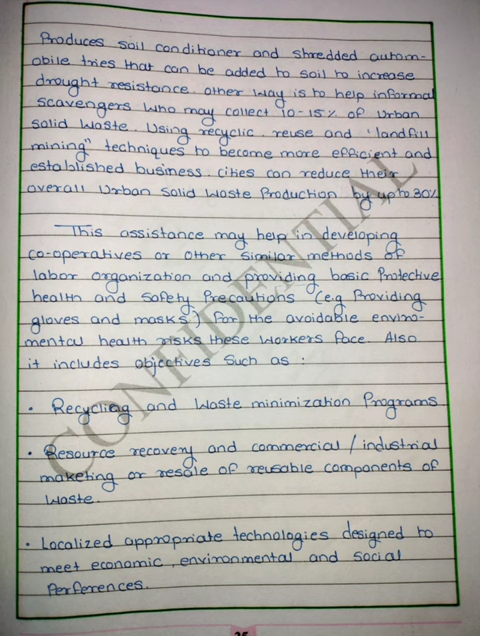 Produces soil conditioner and shredded autom-
obile tries that can be added to soil to increase
drought resistance. other way is to help informal
scavengers who may collect 10-15% of urban
solid waste. Using recyclic. reuse and "landfill
mining" techniques to become more efficient and
established business. cities can reduce their
overall Urban Solid Waste Production by upto 30%
This assistance may help in developing
co-operatives or other similar methods of
labor organization and providing basic Protective
health and safety Precautions (e.g Providing
gloves and masks) for the avoidable enviro-
mental health risks these workers face. Also
it includes objectives such as :
• Recycling and Waste minimization Programs
• Resource recovery and commercial / industrial
maketing or resale of reusable components of
waste.
• Localized appropriate technologies designed to
meet economic, environmental and social
Perferences.
CONFIDENTIAL
25